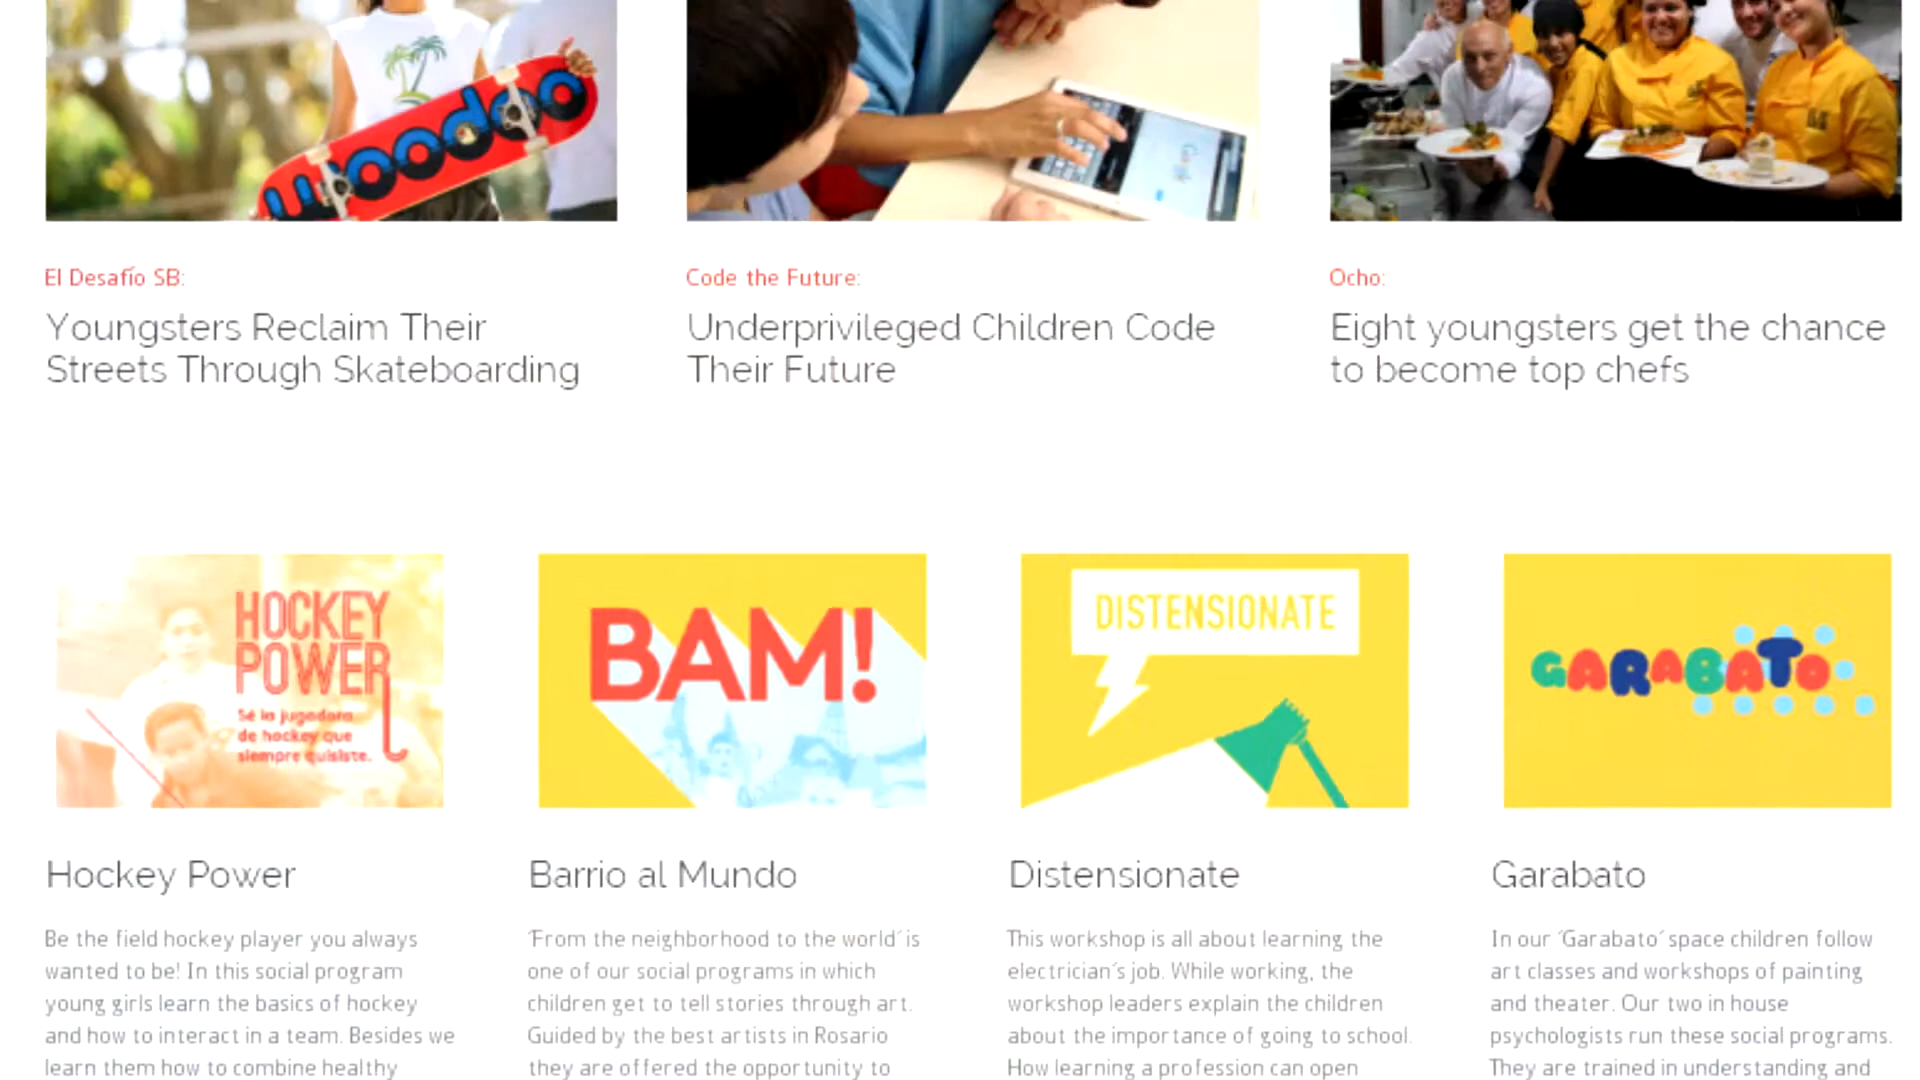 voodoo
El Desafío SB:
Youngsters Reclaim Their
Streets Through Skateboarding
Code the Future:
Underprivileged Children Code
Their Future
Ocho:
Eight youngsters get the chance
to become top chefs
HOCKEY
POWER
Sé la jugadora
de hockey que
siempre quisiste.
BAM!
DISTENSIONATE
GARABATO
Hockey Power
Be the field hockey player you always
wanted to be! In this social program
young girls learn the basics of hockey
and how to interact in a team. Besides we
learn them how to combine healthy
Barrio al Mundo
'From the neighborhood to the world' is
one of our social programs in which
children get to tell stories through art.
Guided by the best artists in Rosario
they are offered the opportunity to
Distensionate
This workshop is all about learning the
electrician's job. While working, the
workshop leaders explain the children
about the importance of going to school.
How learning a profession can open
Garabato
In our 'Garabato' space children follow
art classes and workshops of painting
and theater. Our two in house
psychologists run these social programs.
They are trained in understanding and